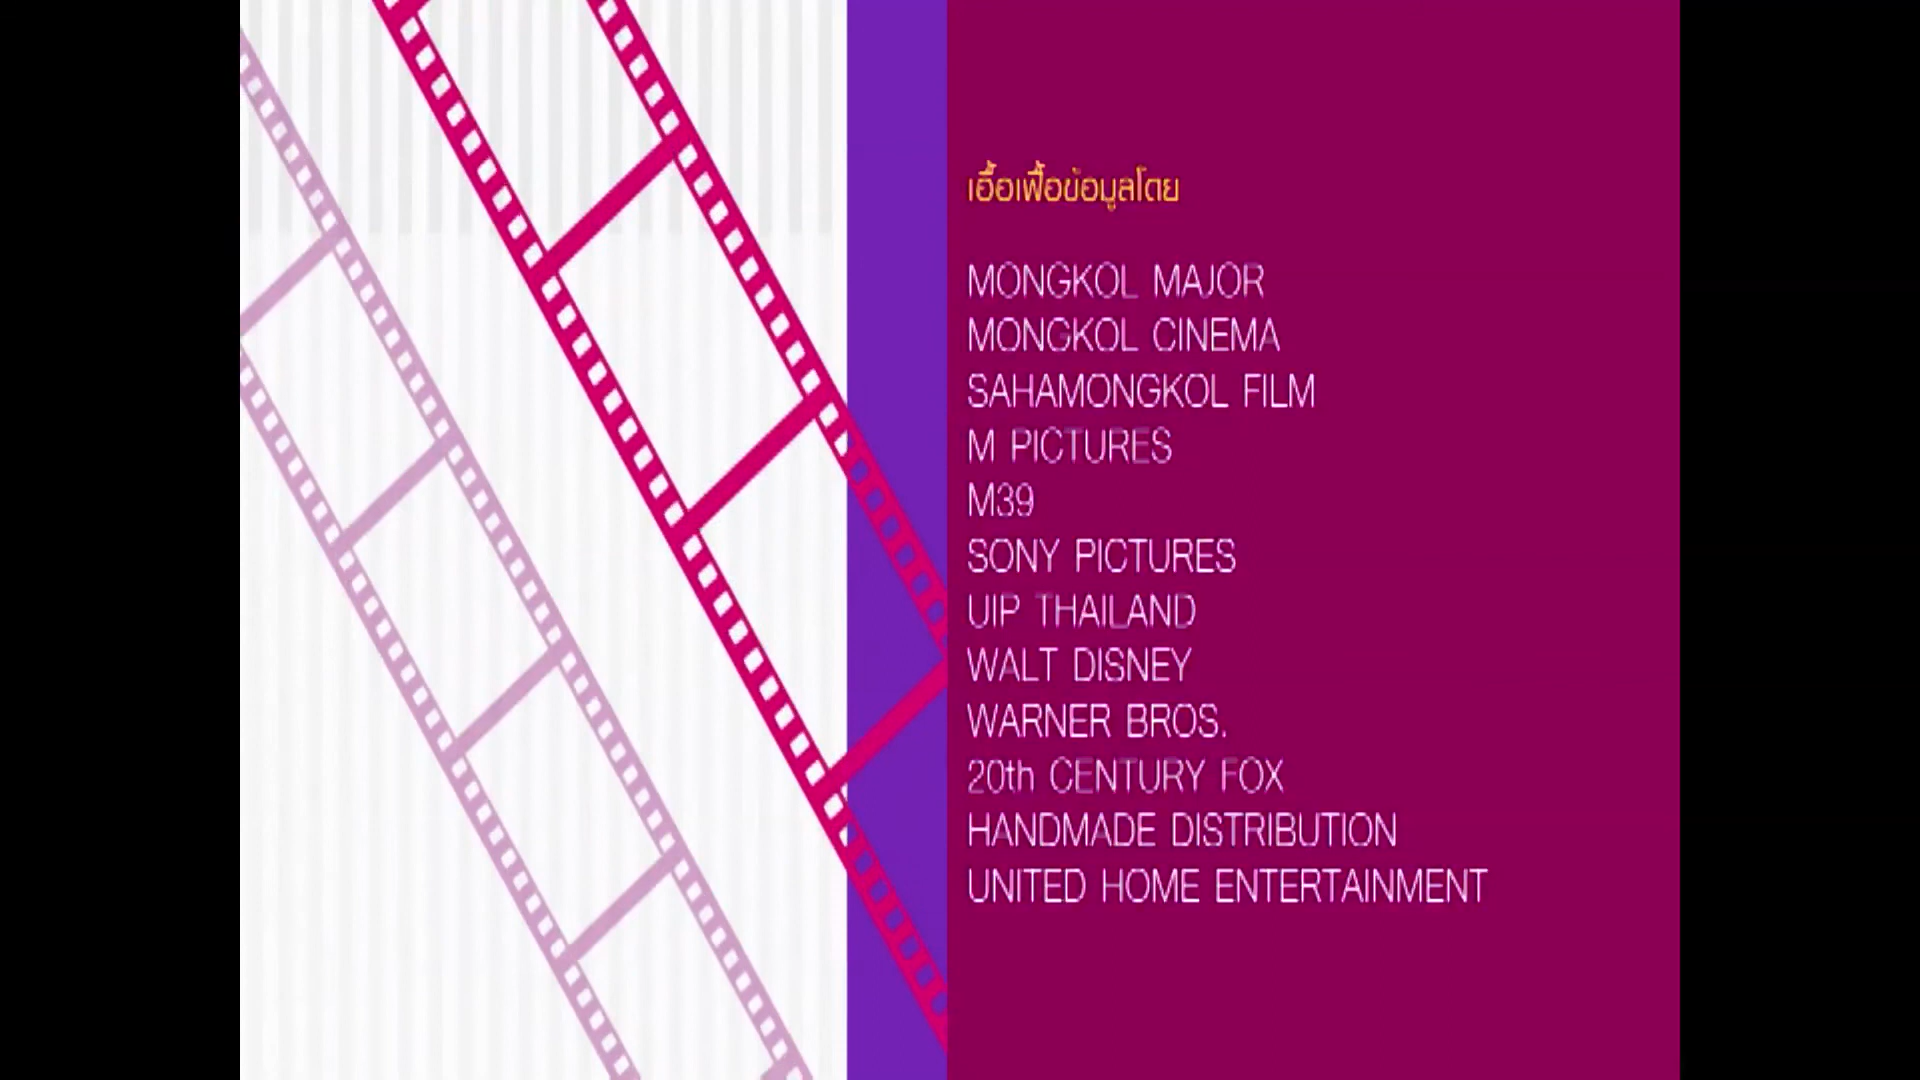 เอื้อเฟื้อข้อมูลโดย
MONGKOL MAJOR
MONGKOL CINEMA
SAHAMONGKOL FILM
M PICTURES
M39
SONY PICTURES
UIP THAILAND
WALT DISNEY
WARNER BROS.
20th CENTURY FOX
HANDMADE DISTRIBUTION
UNITED HOME ENTERTAINMENT